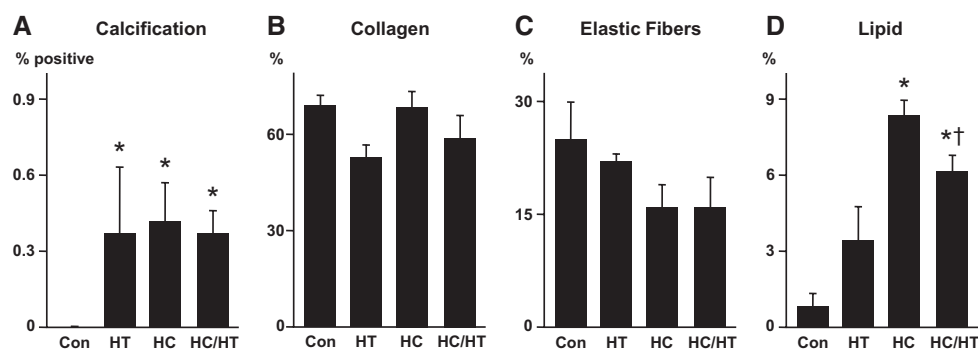 A Calcification B Collagen C Elastic Fibers D Lipid
% positive % % %
0.9 30 9
*
60
* * * *†
0.6 6
*
15
0.3 30 3
0 0 0 0
Con HT HC HC/HT Con HT HC HC/HT Con HT HC HC/HT Con HT HC HC/HT